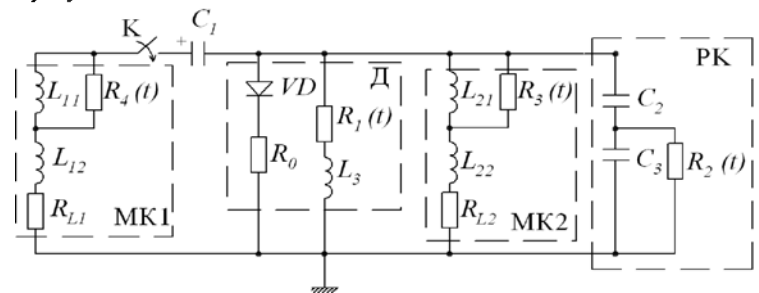 К
+
C1
РК
Д
L11
R4 (t)
VD
R1 (t)
L21
R3 (t)
C2
L12
R0
L3
L22
C3
R2 (t)
RL1
МК1
RL2
МК2